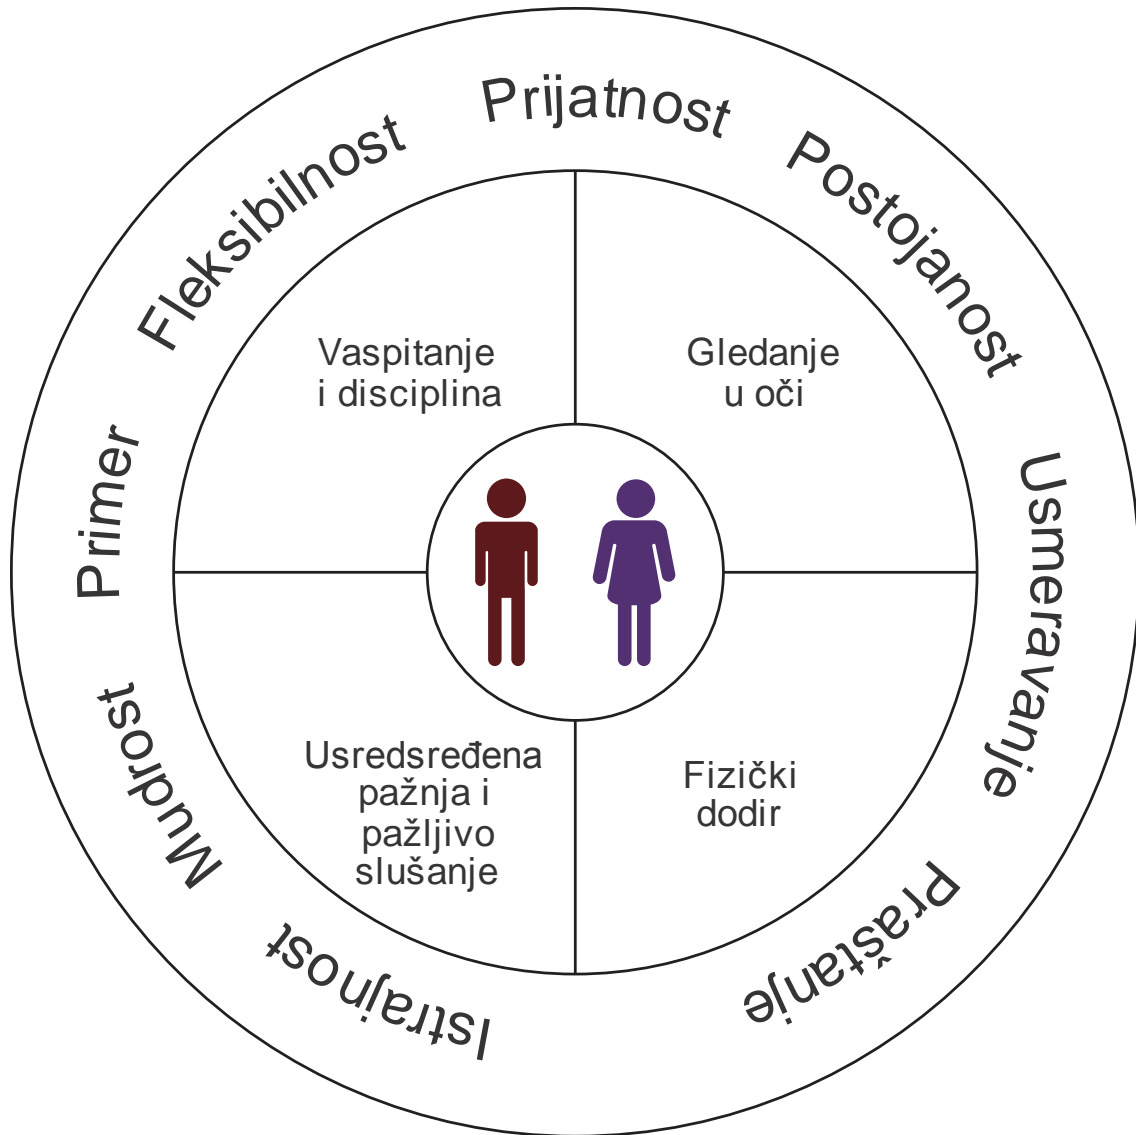 Prijatnost
Postojanost
Usmeravanje
Praštanje
Istrajnost
Mudrost
Primer
Fleksibilnost
Vaspitanje
i disciplina
Gledanje
u oči
Usredsređena
pažnja i
pažljivo
slušanje
Fizički
dodir